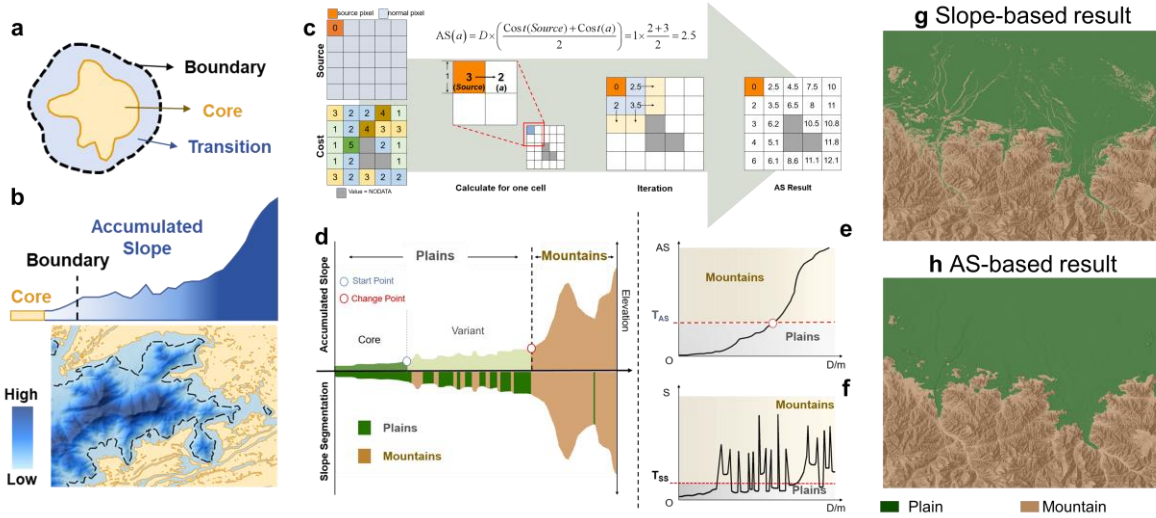 a
Boundary
Core
Transition
b
Accumulated
Slope
Boundary
Core
High
Low
c
source pixel normal pixel
Source
0
AS(a) = D × (Cost(Source) + Cost(a) / 2) = 1 × 2+3 / 2 = 2.5
Cost
3 2 2 4 1
1 2 4 3 3
1 5 2 1
1 2 1
3 2 3 2 2
Value = NODATA
1
3 2
(Source) (a)
Calculate for one cell
0 2.5
2 3.5
Iteration
0 2.5 4.5 7.5 10
2 3.5 6.5 8 11
3 6.2 10.5 10.8
4 5.1 11.8
6 6.1 8.6 11.1 12.1
AS Result
d
Plains
Mountains
Start Point
Change Point
Core
Variant
Accumulated Slope
Slope Segmentation
Elevation
Plains
Mountains
e
AS
Mountains
TAS
Plains
O
D/m
f
S
Mountains
TSS
Plains
O
D/m
g Slope-based result
h AS-based result
Plain
Mountain